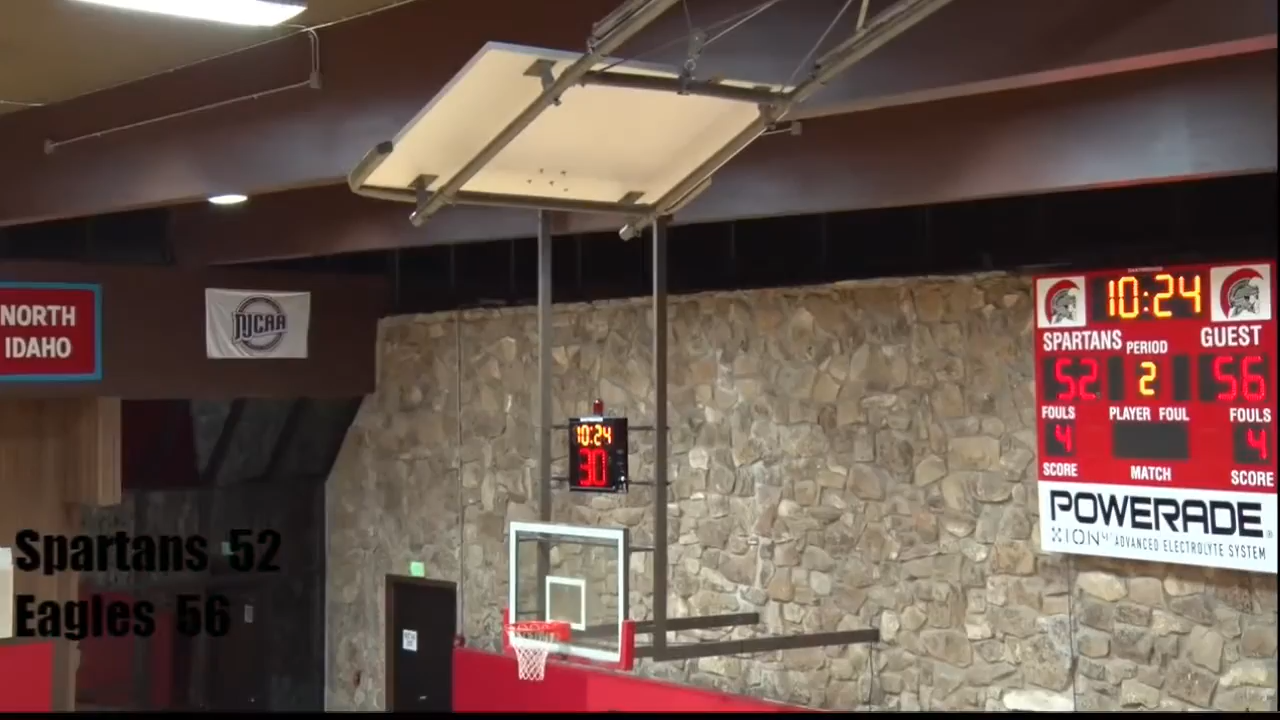 NORTH
IDAHO
NJCAA
10:24
30
10:24
SPARTANS PERIOD GUEST
52 2 56
FOULS PLAYER FOUL FOULS
4 4
SCORE MATCH SCORE
POWERADE
ION4 ADVANCED ELECTROLYTE SYSTEM
Spartans 52
Eagles 56